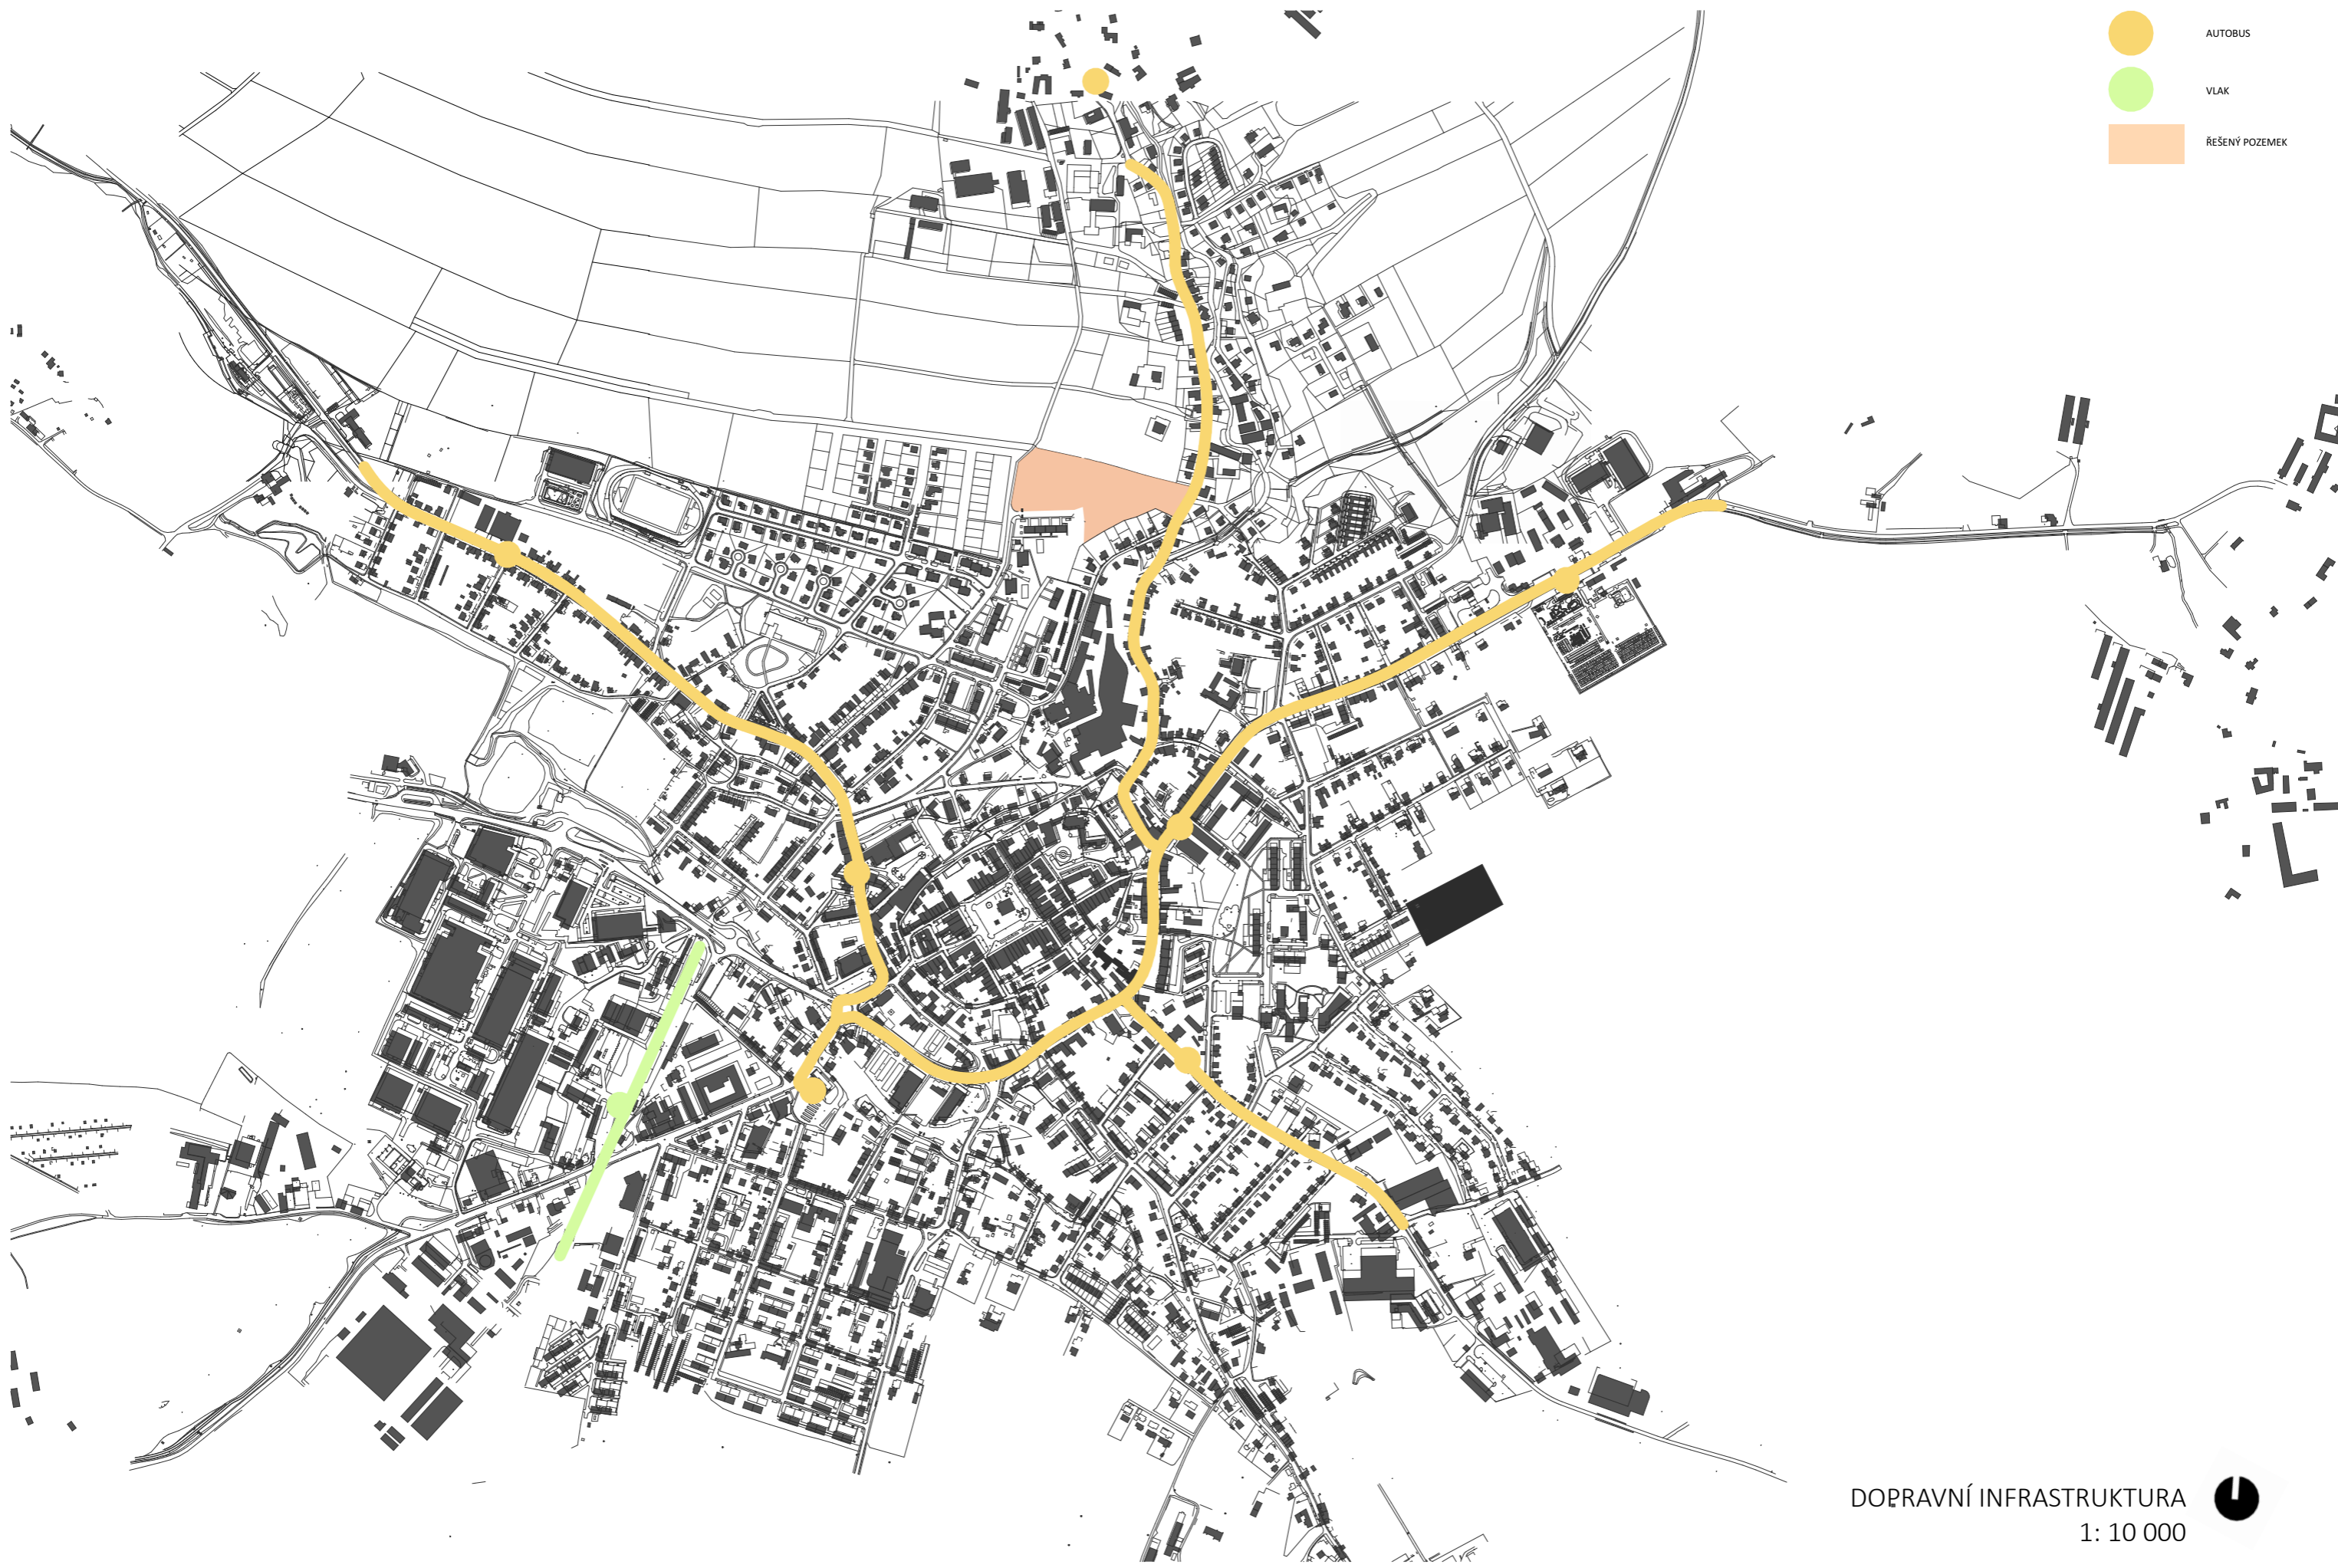 AUTOBUS
VLAK
ŘEŠENÝ POZEMEK
DOPRAVNÍ INFRASTRUKTURA
1: 10 000